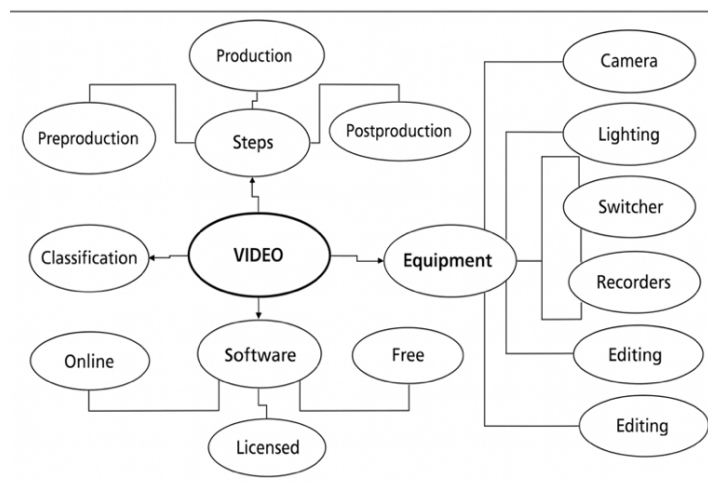 Production
Camera
Preproduction
Steps
Postproduction
Lighting
Switcher
Classification
VIDEO
Equipment
Recorders
Online
Software
Free
Editing
Licensed
Editing